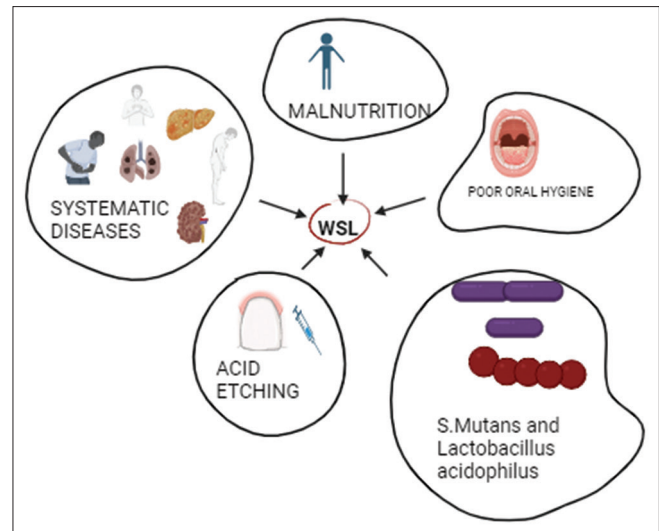 MALNUTRITION
SYSTEMATIC
DISEASES
POOR ORAL HYGIENE
WSL
ACID
ETCHING
S.Mutans and
Lactobacillus
acidophilus